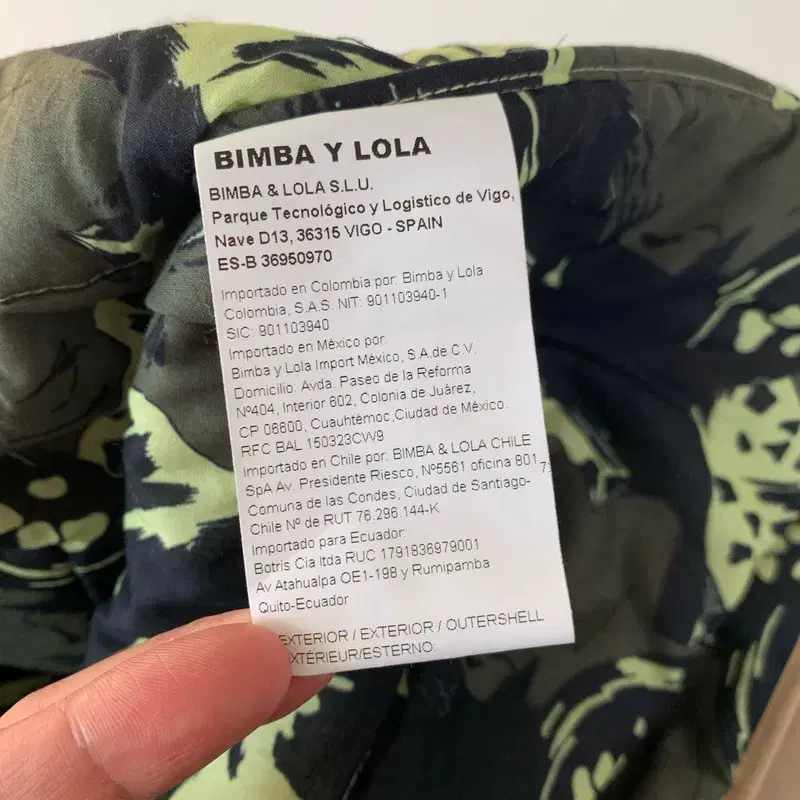 BIMBA Y LOLA
BIMBA & LOLA S.L.U.
Parque Tecnológico y Logistico de Vigo,
Nave D13, 36315 VIGO - SPAIN
ES-B 36950970
Importado en Colombia por: Bimba y Lola
Colombia, S.A.S. NIT: 901103940-1
SIC: 901103940
Importado en México por:
Bimba y Lola Import México, S.A.de C.V.
Domicilio: Avda. Paseo de la Reforma
Nº404, Interior 602, Colonia de Juárez,
CP 06600, Cuauhtèmoc,Ciudad de México.
RFC BAL 150323CW9
Importado en Chile por: BIMBA & LOLA CHILE
SpA Av. Presidente Riesco, Nº5561 oficina 801,
Comuna de las Condes, Ciudad de Santiago-
Chile Nº de RUT 76.296.144-K
Importado para Ecuador:
Botris Cia ltda RUC 1791836979001
Av Atahualpa OE1-198 y Rumipamba
Quito-Ecuador
EXTERIOR / EXTERIOR / OUTERSHELL
XTÉRIEUR/ESTERNO: